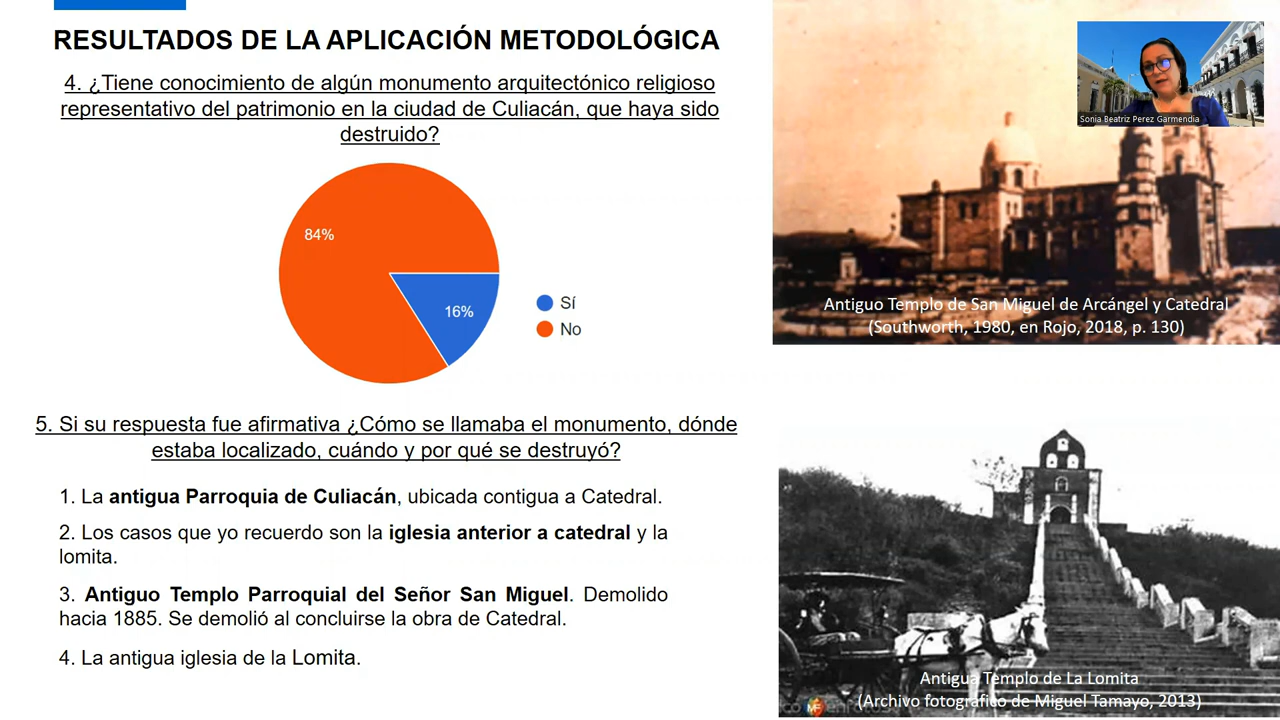 RESULTADOS DE LA APLICACIÓN METODOLÓGICA
4. ¿Tiene conocimiento de algún monumento arquitectónico religioso
representativo del patrimonio en la ciudad de Culiacán, que haya sido
destruido?
84%
16%
Sí
No
5. Si su respuesta fue afirmativa ¿Cómo se llamaba el monumento, dónde
estaba localizado, cuándo y por qué se destruyó?
1. La antigua Parroquia de Culiacán, ubicada contigua a Catedral.
2. Los casos que yo recuerdo son la iglesia anterior a catedral y la
lomita.
3. Antiguo Templo Parroquial del Señor San Miguel. Demolido
hacia 1885. Se demolió al concluirse la obra de Catedral.
4. La antigua iglesia de la Lomita.
Sonia Beatriz Perez Garmendia
Antiguo Templo de San Miguel de Arcángel y Catedral
(Southworth, 1980, en Rojo, 2018, p. 130)
Antigua Templo de La Lomita
(Archivo fotográfico de Miguel Tamayo, 2013)
MF